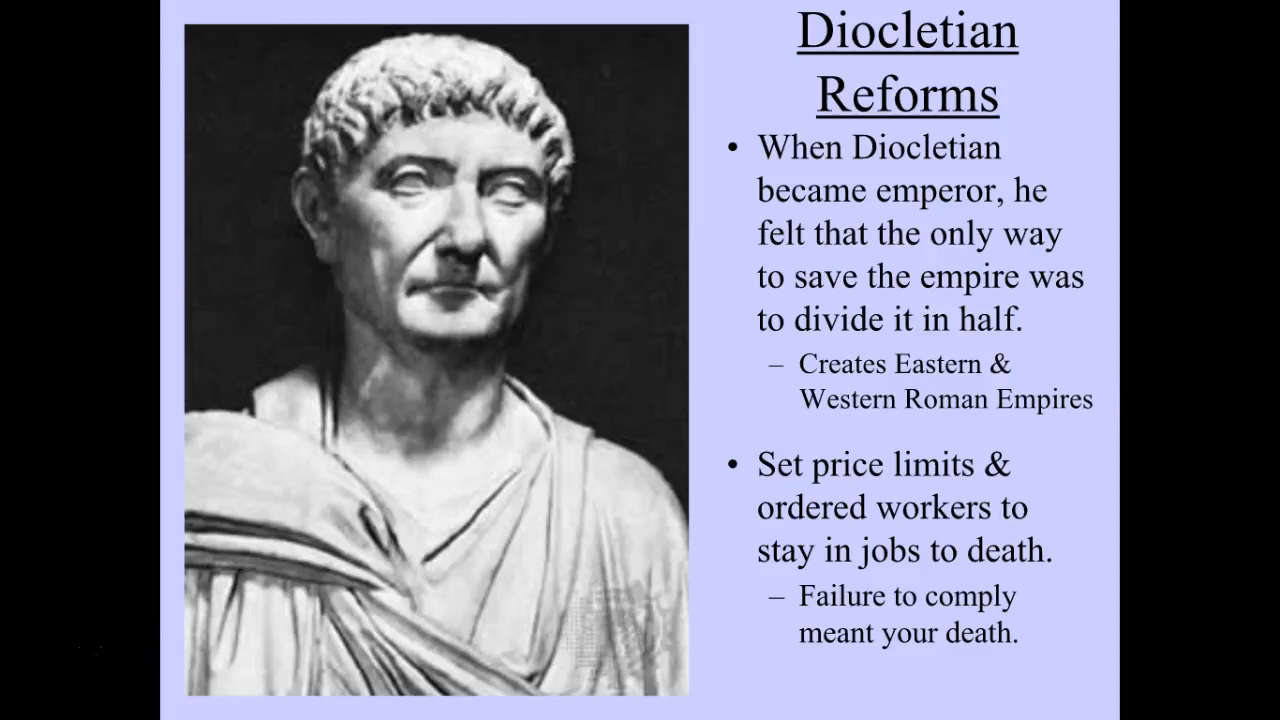 Diocletian
Reforms
• When Diocletian
became emperor, he
felt that the only way
to save the empire was
to divide it in half.
– Creates Eastern &
Western Roman Empires
• Set price limits &
ordered workers to
stay in jobs to death.
– Failure to comply
meant your death.